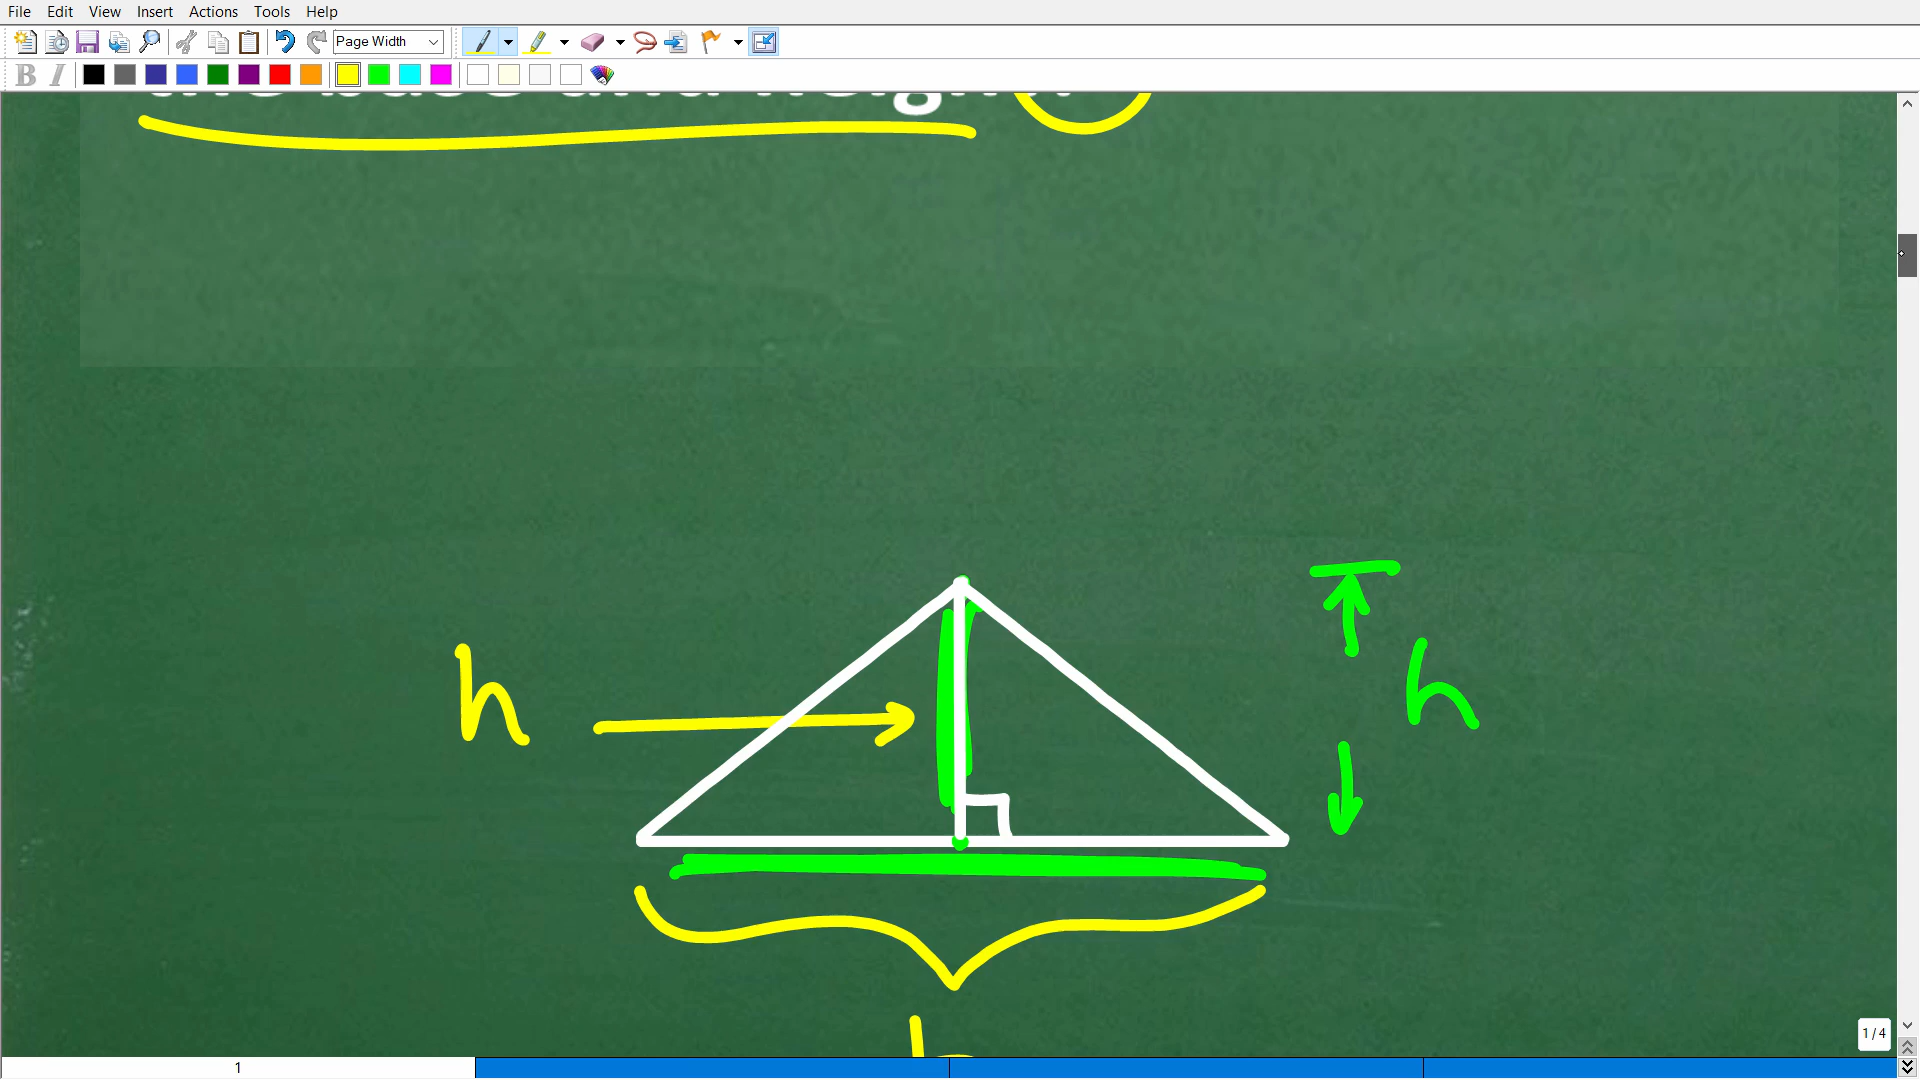 File Edit View Insert Actions Tools Help
Page Width
B I
h
h
1 / 4
1